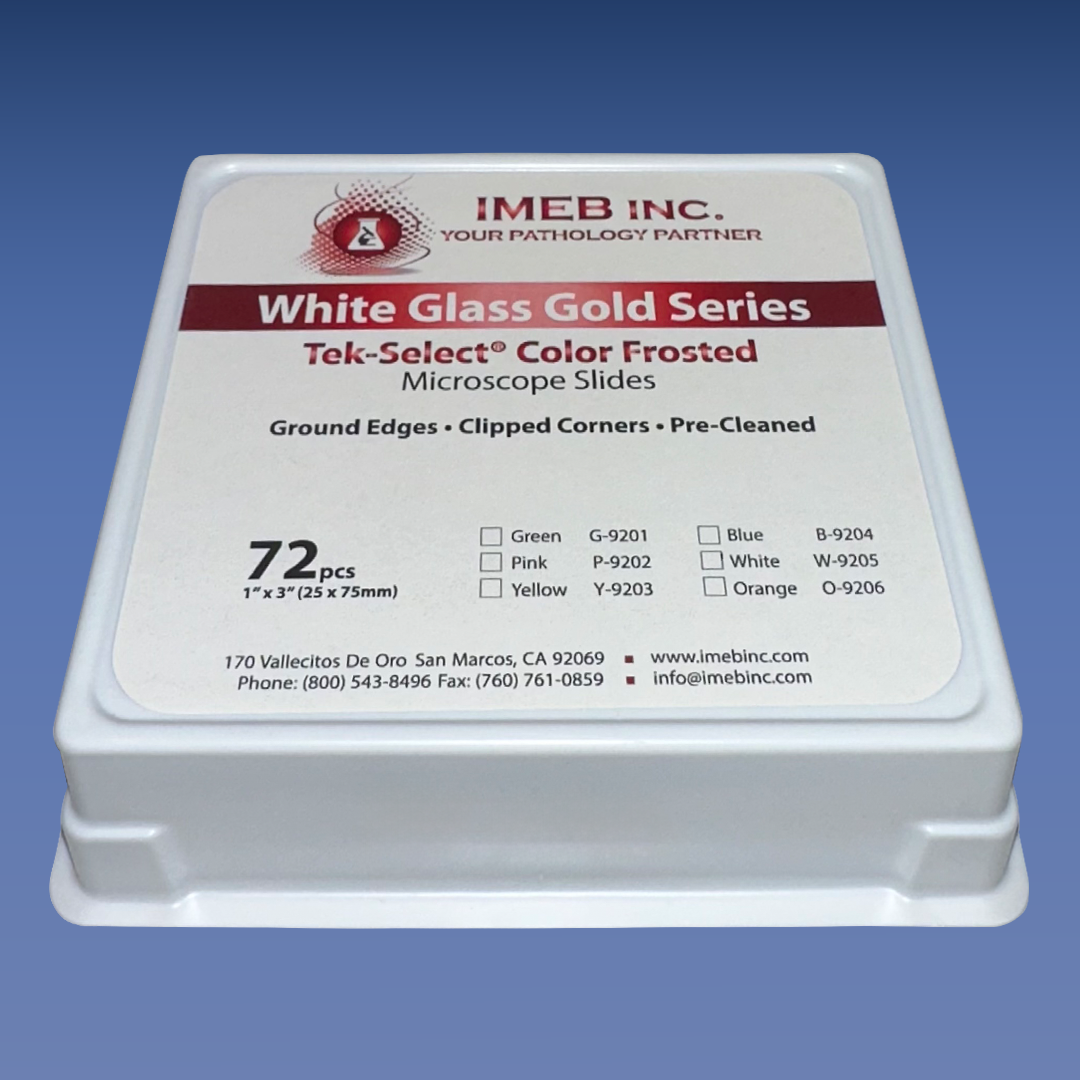 IMEB INC.
YOUR PATHOLOGY PARTNER
White Glass Gold Series
Tek-Select® Color Frosted
Microscope Slides
Ground Edges • Clipped Corners • Pre-Cleaned
72pcs
1" x 3" (25 x 75mm)
Green G-9201
Pink P-9202
Yellow Y-9203
Blue B-9204
White W-9205
Orange O-9206
170 Vallecitos De Oro San Marcos, CA 92069 ▪ www.imebinc.com
Phone: (800) 543-8496 Fax: (760) 761-0859 ▪ info@imebinc.com